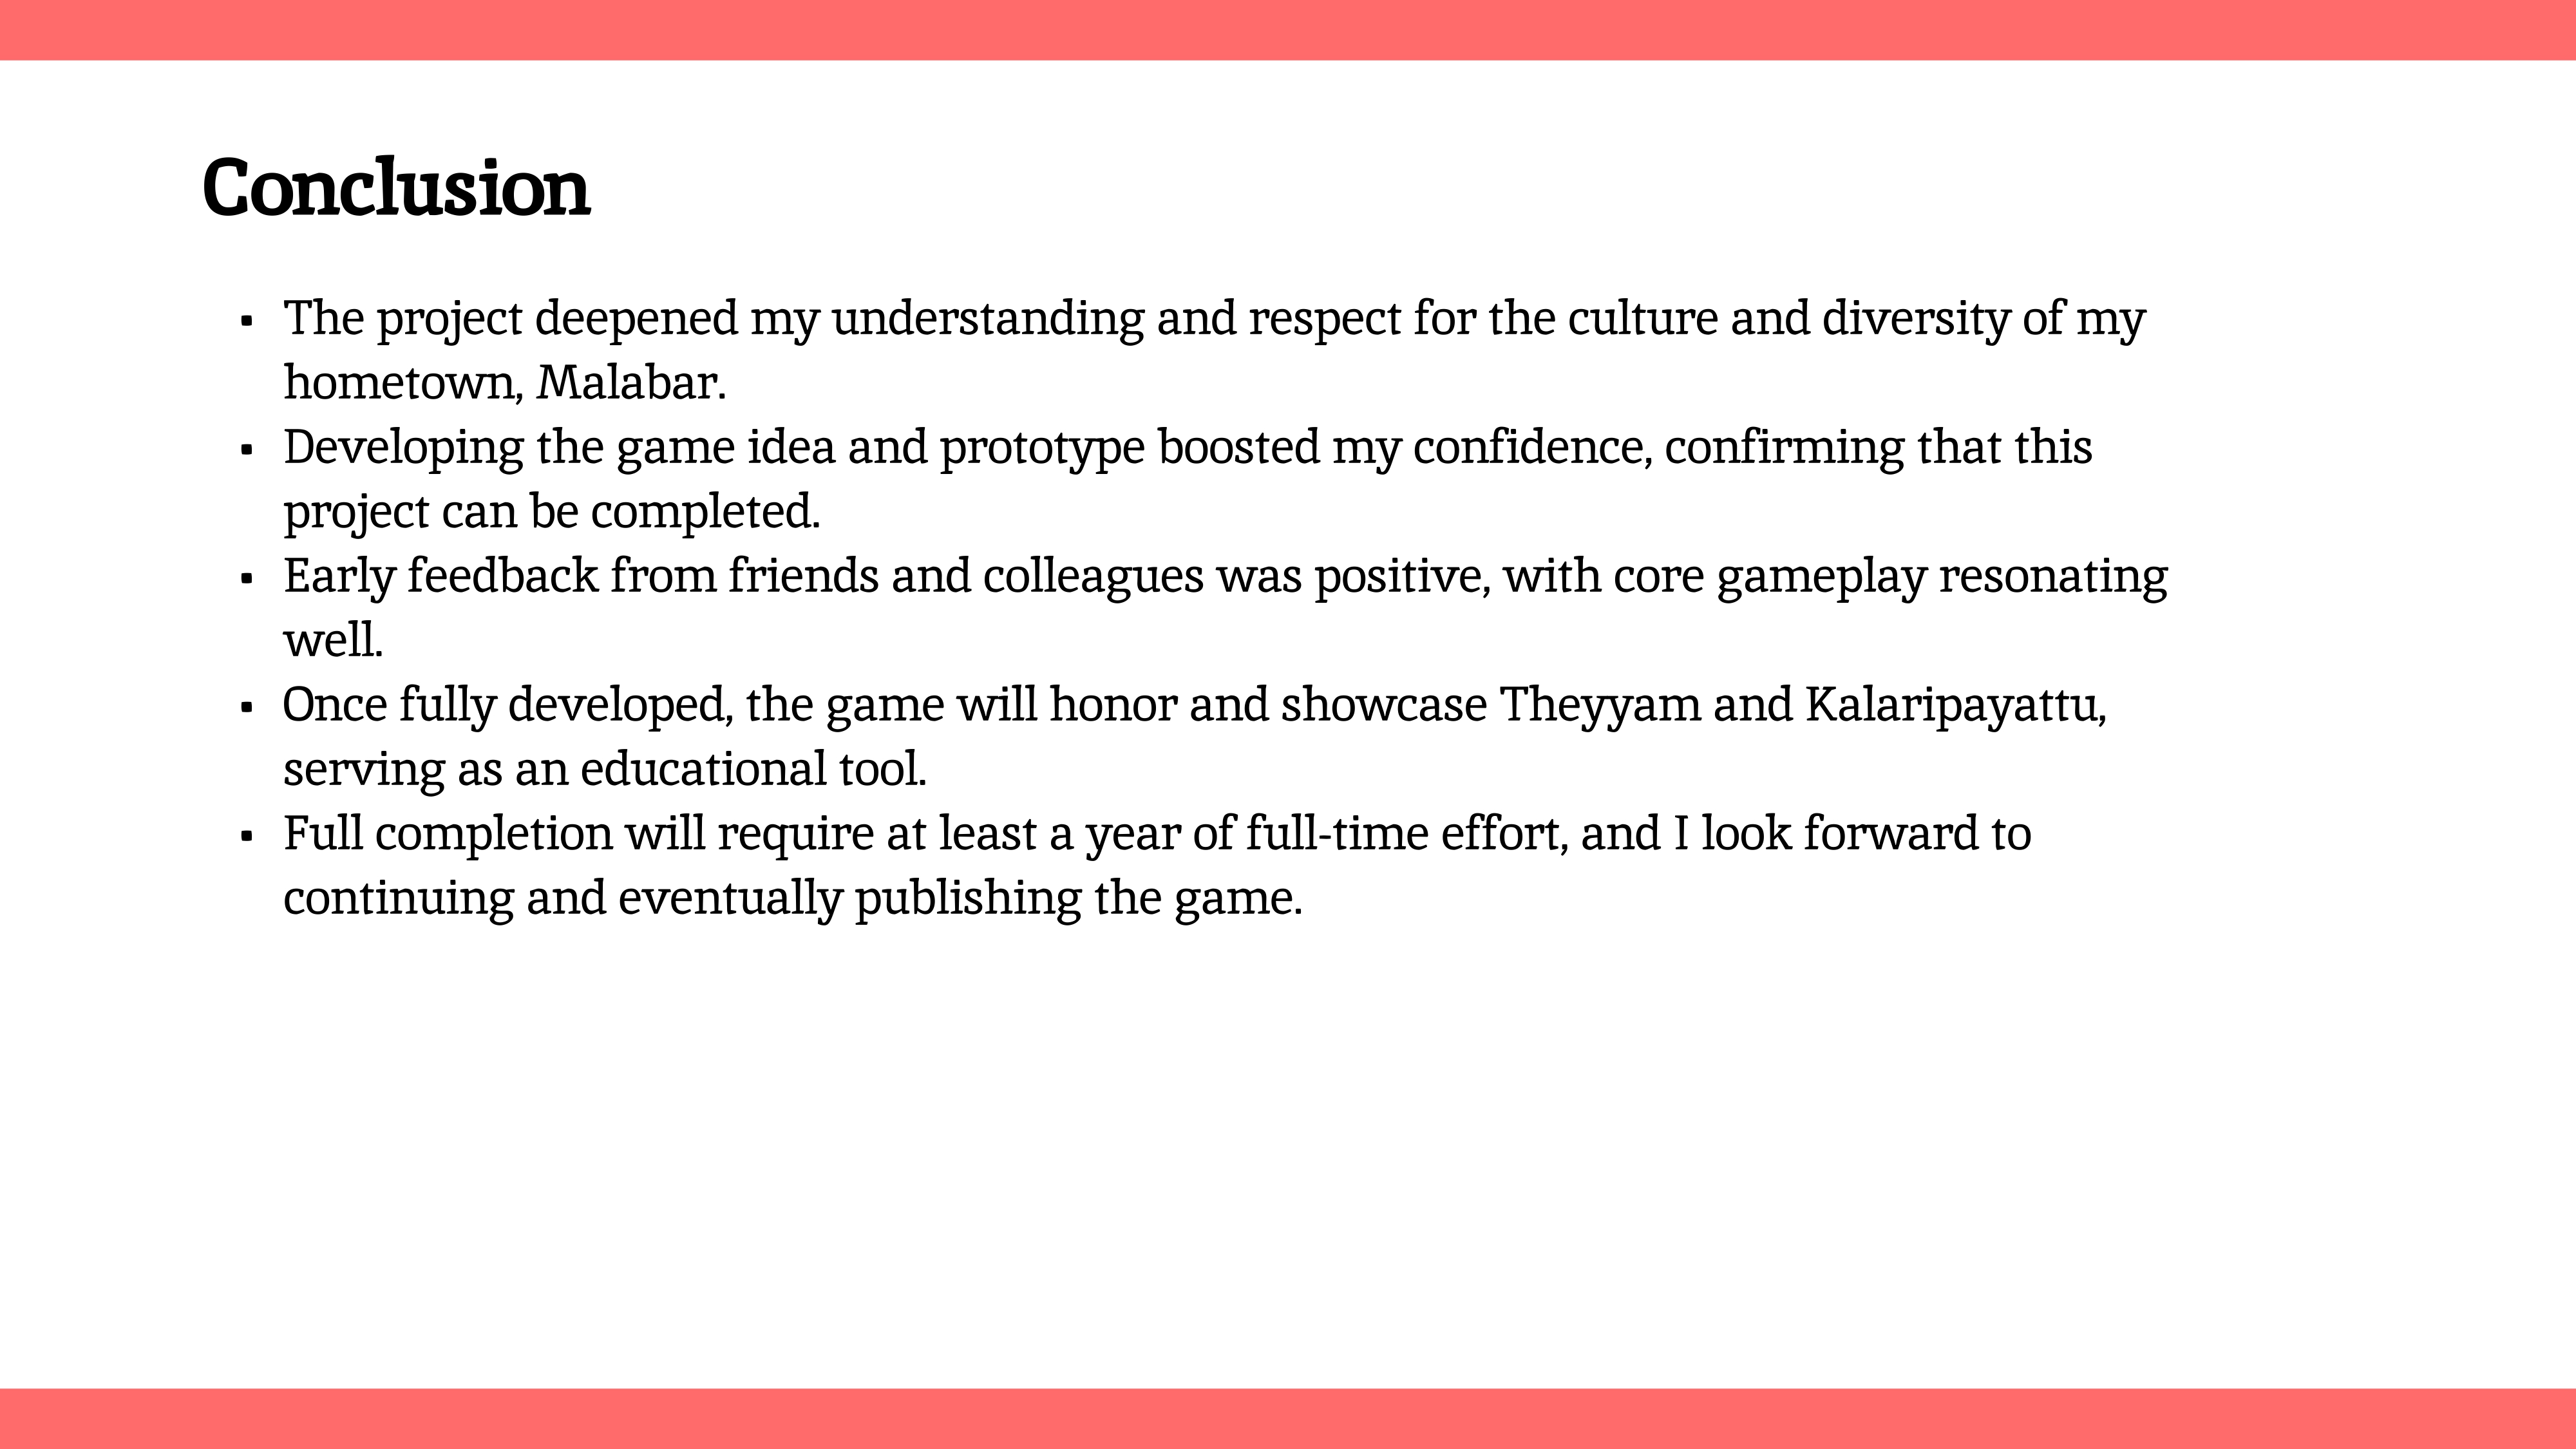 Conclusion
▪ The project deepened my understanding and respect for the culture and diversity of my
hometown, Malabar.
▪ Developing the game idea and prototype boosted my confidence, confirming that this
project can be completed.
▪ Early feedback from friends and colleagues was positive, with core gameplay resonating
well.
▪ Once fully developed, the game will honor and showcase Theyyam and Kalaripayattu,
serving as an educational tool.
▪ Full completion will require at least a year of full-time effort, and I look forward to
continuing and eventually publishing the game.